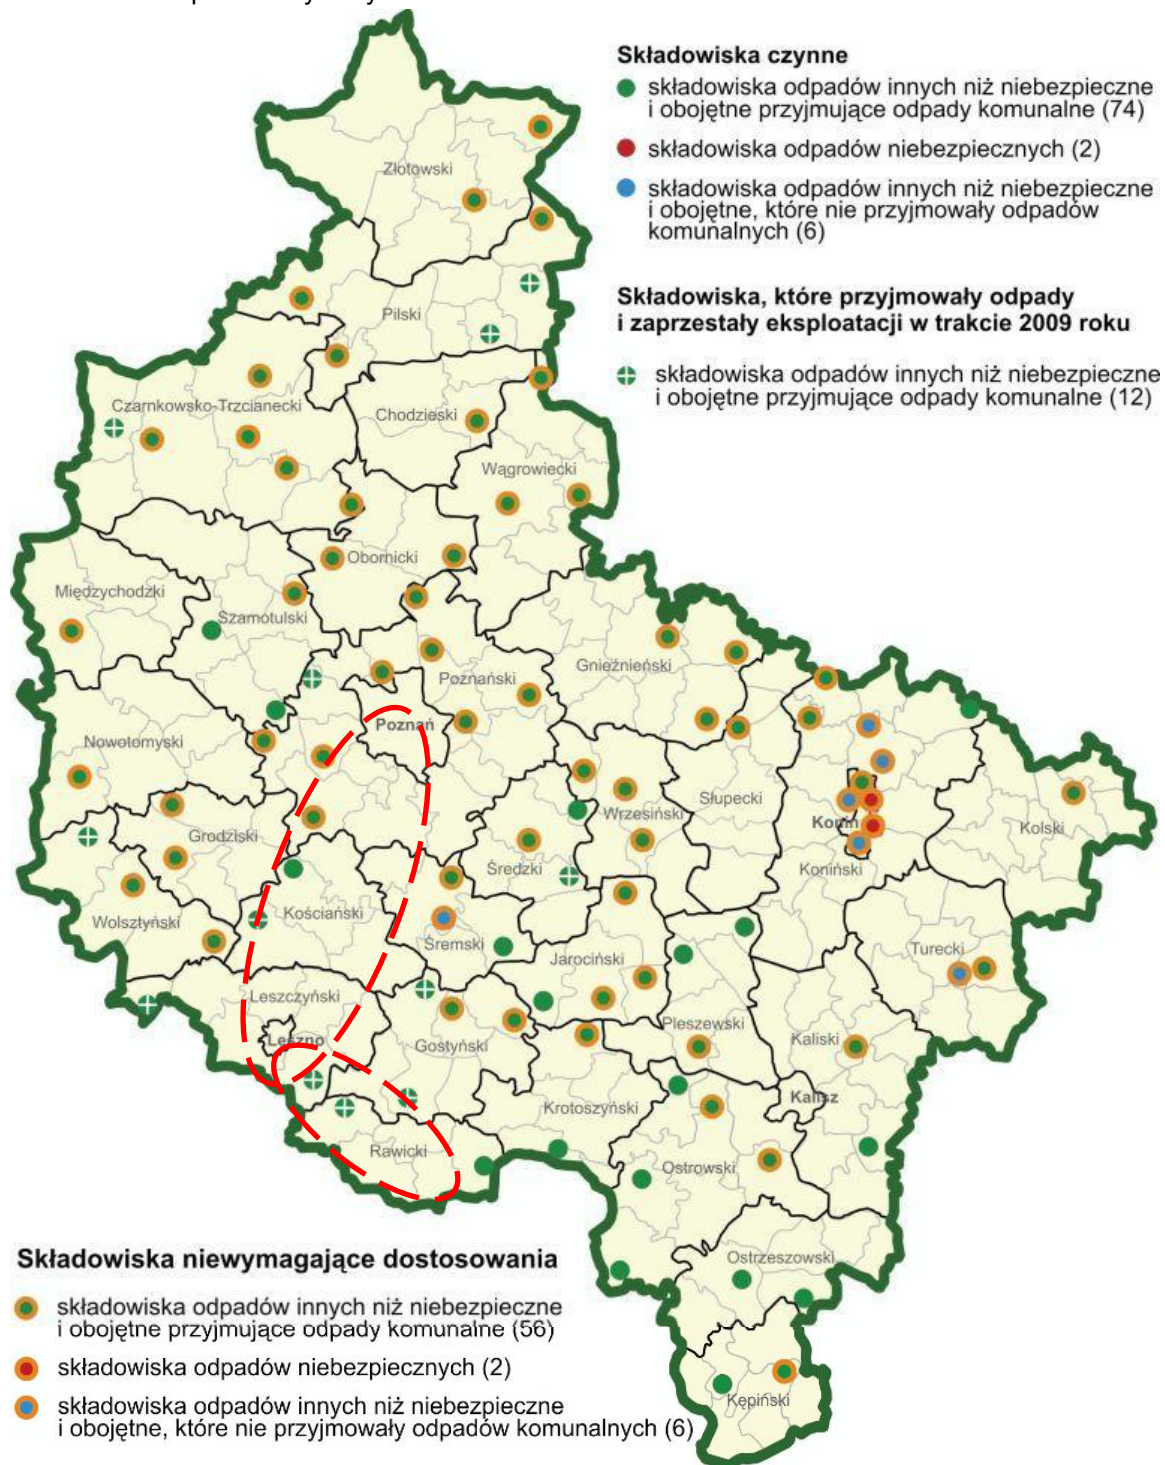 Składowiska czynne
składowiska odpadów innych niż niebezpieczne
i obojętne przyjmujące odpady komunalne (74)
składowiska odpadów niebezpiecznych (2)
składowiska odpadów innych niż niebezpieczne
i obojętne, które nie przyjmowały odpadów
komunalnych (6)
Składowiska, które przyjmowały odpady
i zaprzestały eksploatacji w trakcie 2009 roku
składowiska odpadów innych niż niebezpieczne
i obojętne przyjmujące odpady komunalne (12)
Złotowski
Pilski
Czarnkowsko-Trzcianecki
Chodzieski
Wągrowiecki
Obornicki
Międzychodzki
Szamotulski
Gnieźnieński
Poznański
Poznań
Nowotomyski
Słupecki
Wrzesiński
Konin
Kolski
Grodziski
Średzki
Koniński
Kościański
Wolsztyński
Śremski
Jarociński
Turecki
Leszczyński
Pleszewski
Leszno
Gostyński
Kaliski
Kalisz
Krotoszyński
Rawicki
Ostrowski
Ostrzeszowski
Kępiński
Składowiska niewymagające dostosowania
składowiska odpadów innych niż niebezpieczne
i obojętne przyjmujące odpady komunalne (56)
składowiska odpadów niebezpiecznych (2)
składowiska odpadów innych niż niebezpieczne
i obojętne, które nie przyjmowały odpadów komunalnych (6)